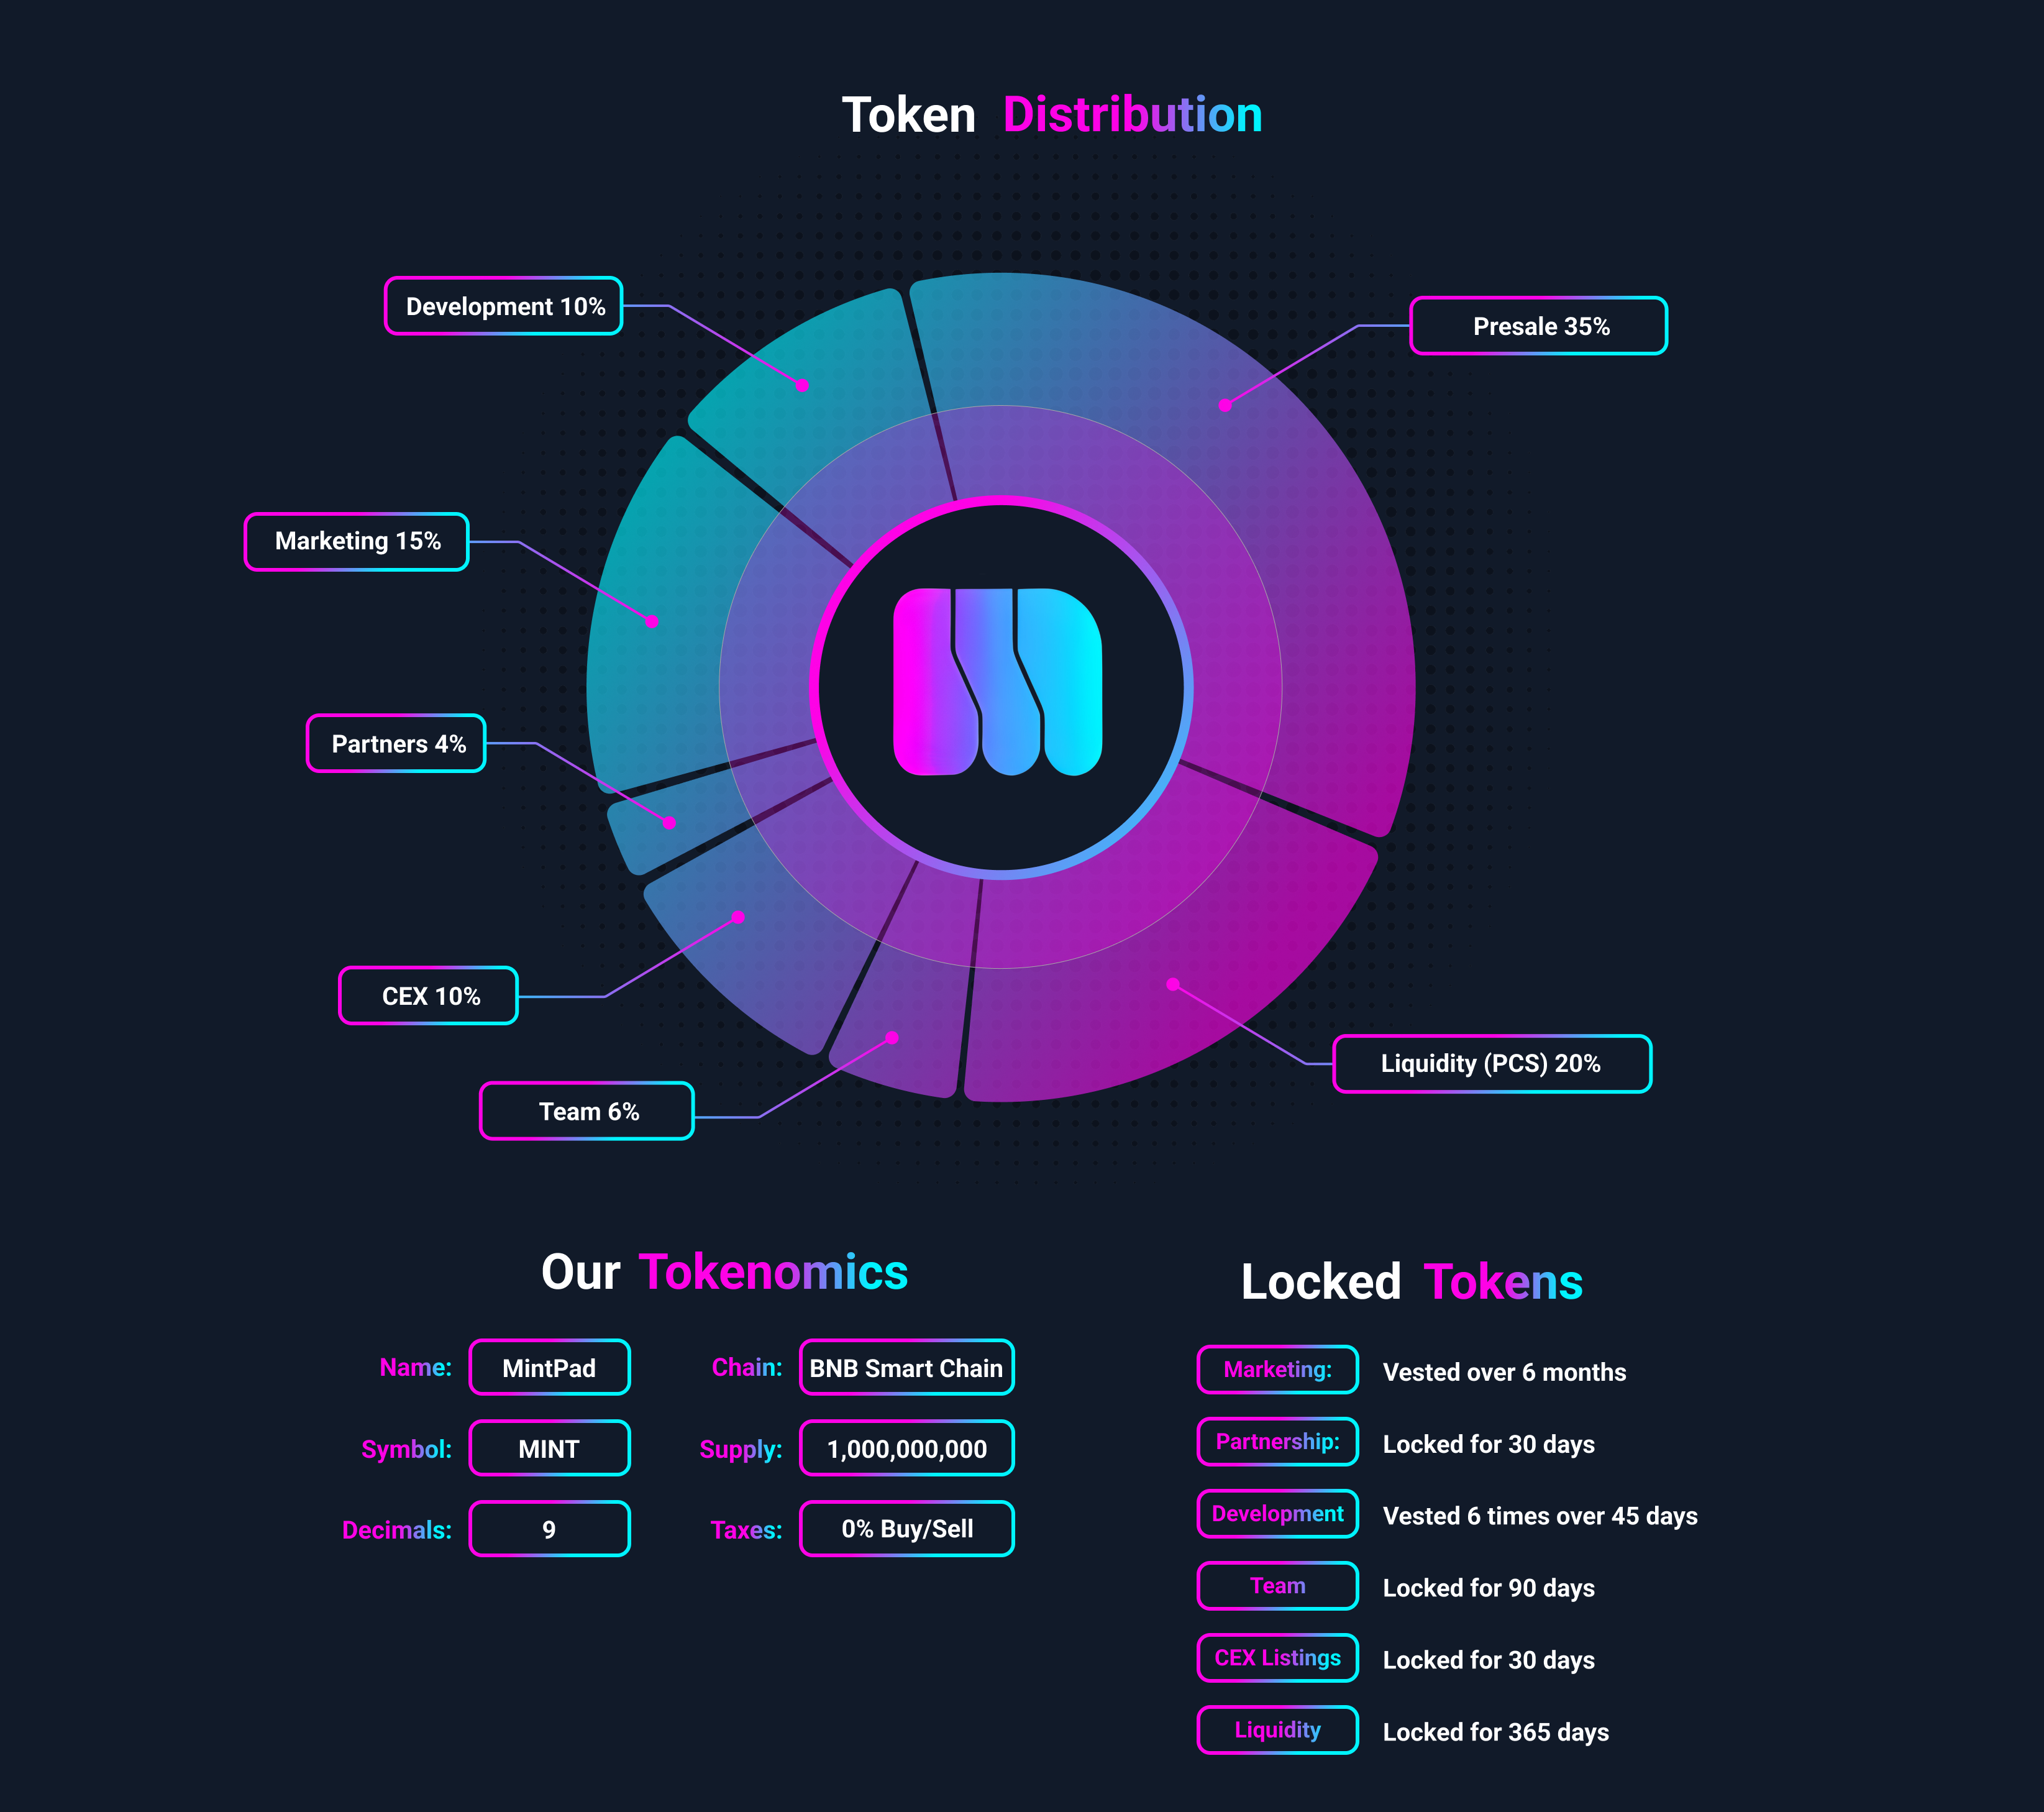 Token Distribution
Development 10%
Presale 35%
Marketing 15%
Partners 4%
CEX 10%
Liquidity (PCS) 20%
Team 6%
Our Tokenomics
Name: MintPad
Chain: BNB Smart Chain
Symbol: MINT
Supply: 1,000,000,000
Decimals: 9
Taxes: 0% Buy/Sell
Locked Tokens
Marketing: Vested over 6 months
Partnership: Locked for 30 days
Development Vested 6 times over 45 days
Team Locked for 90 days
CEX Listings Locked for 30 days
Liquidity Locked for 365 days